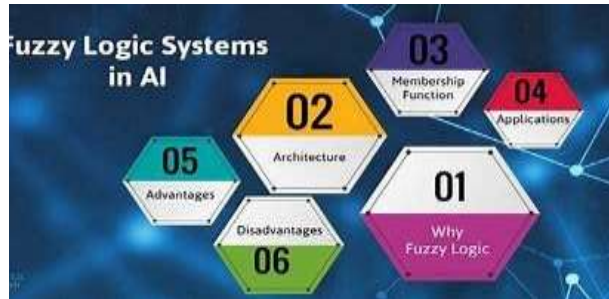 Fuzzy Logic Systems
in AI
03
Membership
Function
04
Applications
02
Architecture
05
Advantages
01
Why
Fuzzy Logic
Disadvantages
06